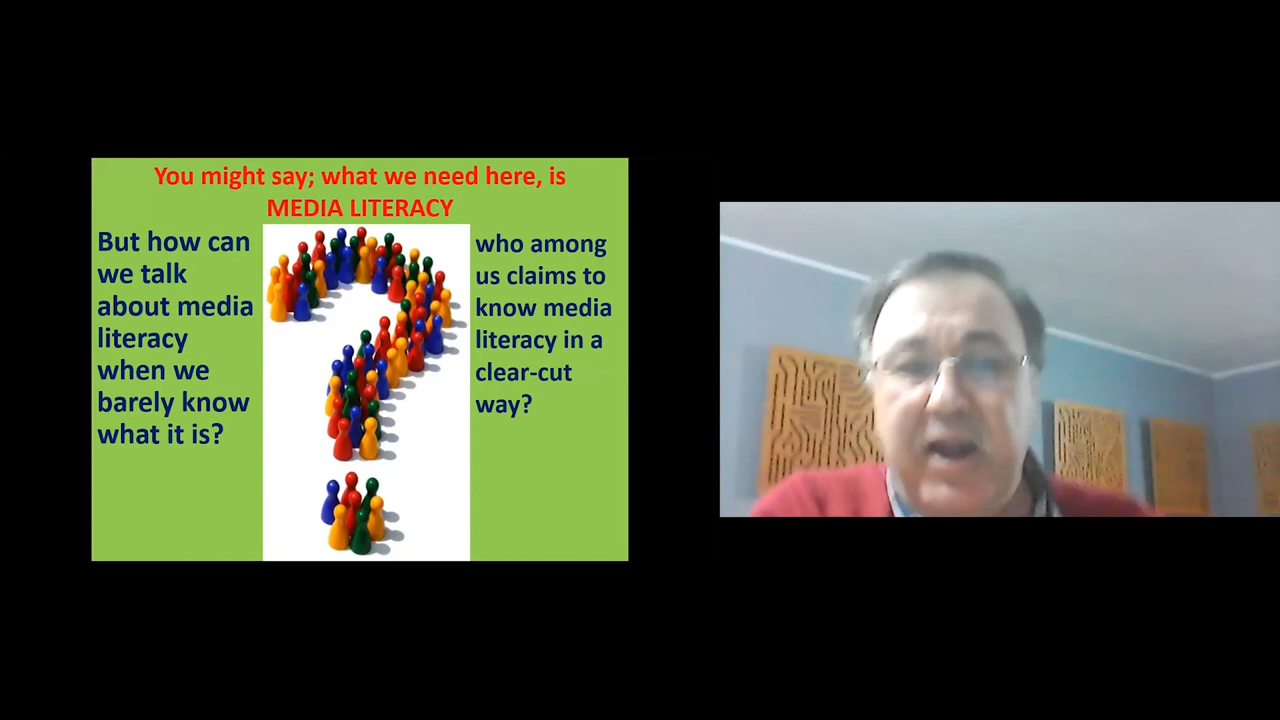 You might say; what we need here, is
MEDIA LITERACY
But how can
we talk
about media
literacy
when we
barely know
what it is?
who among
us claims to
know media
literacy in a
clear-cut
way?